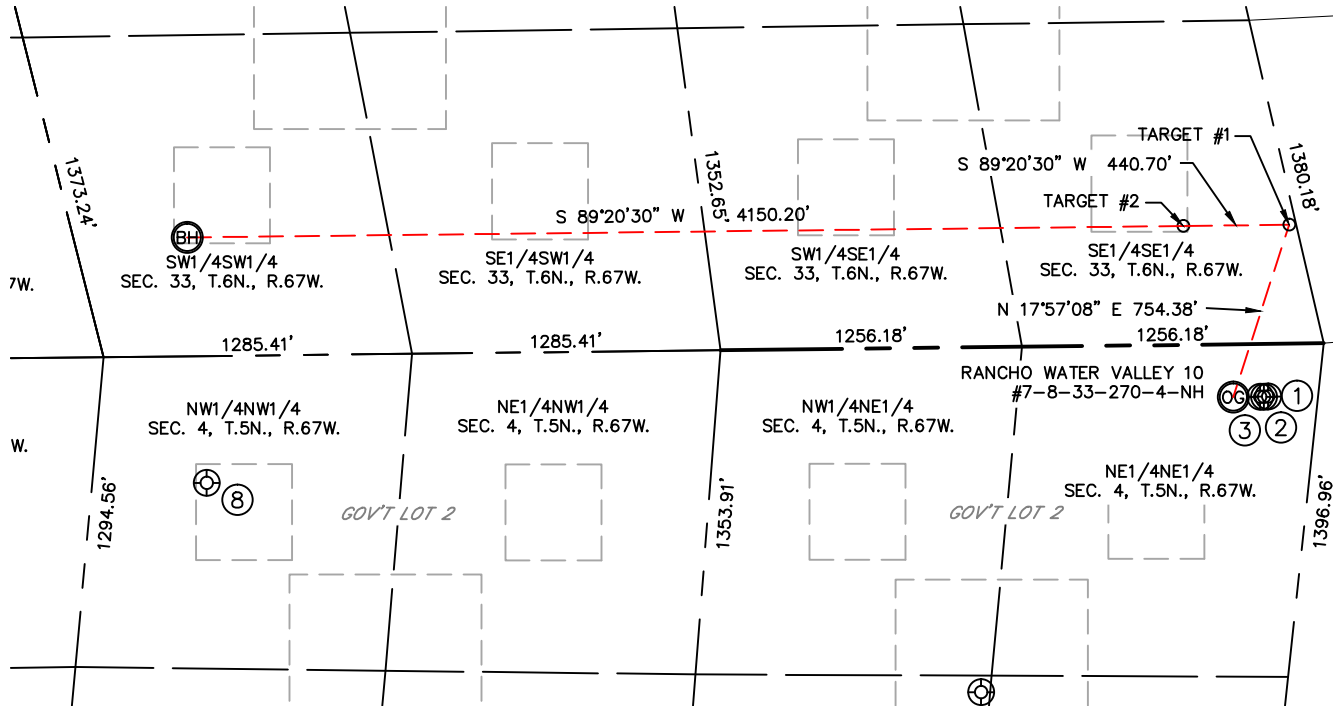 TARGET #1
S 89°20'30" W 440.70'
1373.24'
1352.65'
1380.18'
TARGET #2
S 89°20'30" W 4150.20'
BH
SW1/4SW1/4
SEC. 33, T.6N., R.67W.
SE1/4SW1/4
SEC. 33, T.6N., R.67W.
SW1/4SE1/4
SEC. 33, T.6N., R.67W.
SE1/4SE1/4
SEC. 33, T.6N., R.67W.
7W.
N 17°57'08" E 754.38'
1285.41'
1285.41'
1256.18'
1256.18'
RANCHO WATER VALLEY 10
#7-8-33-270-4-NH
OG
1
3
2
NW1/4NW1/4
SEC. 4, T.5N., R.67W.
NE1/4NW1/4
SEC. 4, T.5N., R.67W.
NW1/4NE1/4
SEC. 4, T.5N., R.67W.
W.
NE1/4NE1/4
SEC. 4, T.5N., R.67W.
8
GOV'T LOT 2
GOV'T LOT 2
1294.56'
1353.91'
1396.96'